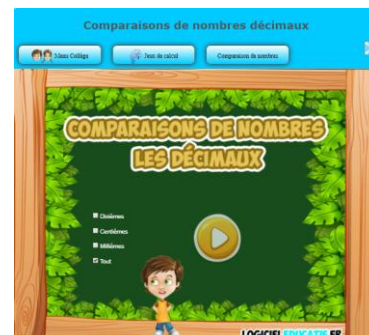 Comparaisons de nombres décimaux
Menu Collège
Jeux de calcul
Comparaison de nombres
COMPARAISONS DE NOMBRES
LES DÉCIMAUX
Dixièmes
Centièmes
Millièmes
Tout
LOGICIEL EDUCATIF.FR